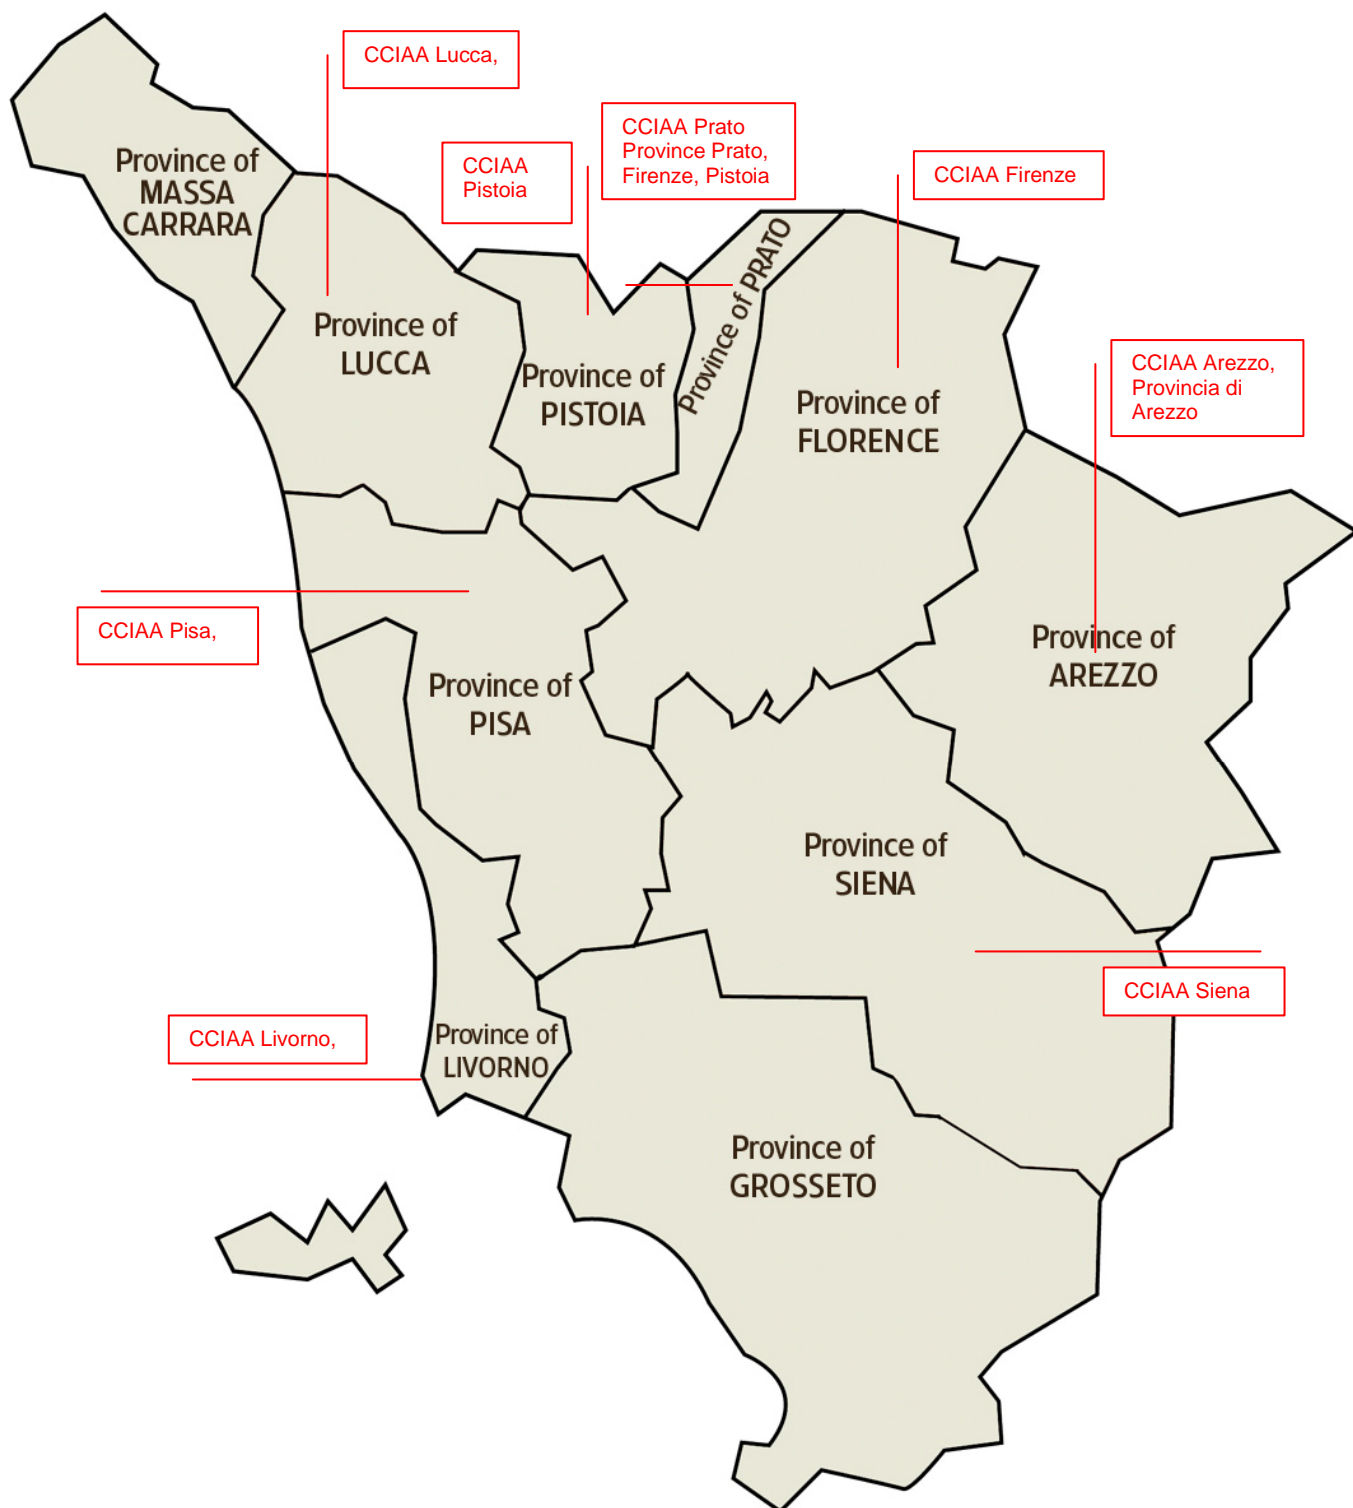 CCIAA Lucca,
CCIAA Prato
Province Prato,
Firenze, Pistoia
CCIAA
Pistoia
CCIAA Firenze
Province of
MASSA
CARRARA
Province of PRATO
Province of
LUCCA
Province of
PISTOIA
Province of
FLORENCE
CCIAA Arezzo,
Provincia di
Arezzo
CCIAA Pisa,
Province of
AREZZO
Province of
PISA
Province of
SIENA
CCIAA Siena
CCIAA Livorno,
Province of
LIVORNO
Province of
GROSSETO